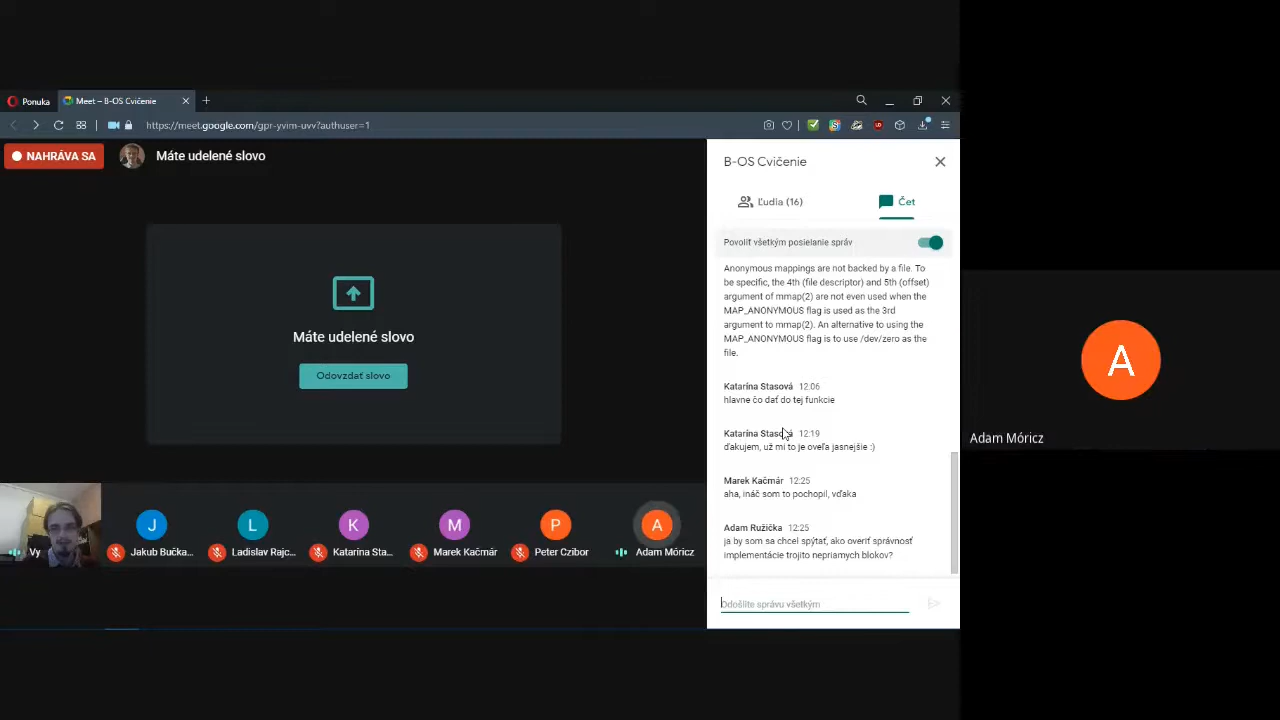 Ponuka
Meet – B-OS Cvičenie
https://meet.google.com/gpr-yvim-uvv?authuser=1
NAHRÁVA SA
Máte udelené slovo
Máte udelené slovo
Odovzdať slovo
Vy
J
Jakub Bučka...
L
Ladislav Rajc...
K
Katarína Sta...
M
Marek Kačmár
P
Peter Czibor
A
Adam Móricz
B-OS Cvičenie
Ľudia (16)
Čet
Povoliť všetkým posielanie správ
Anonymous mappings are not backed by a file. To
be specific, the 4th (file descriptor) and 5th (offset)
argument of mmap(2) are not even used when the
MAP_ANONYMOUS flag is used as the 3rd
argument to mmap(2). An alternative to using the
MAP_ANONYMOUS flag is to use /dev/zero as the
file.
Katarína Stasová 12:06
hlavne čo dať do tej funkcie
Katarína Stasová 12:19
ďakujem, už mi to je oveľa jasnejšie :)
Marek Kačmár 12:25
aha, ináč som to pochopil, vďaka
Adam Ružička 12:25
ja by som sa chcel spýtať, ako overiť správnosť
implementácie trojito nepriamych blokov?
Odošlite správu všetkým
A
Adam Móricz